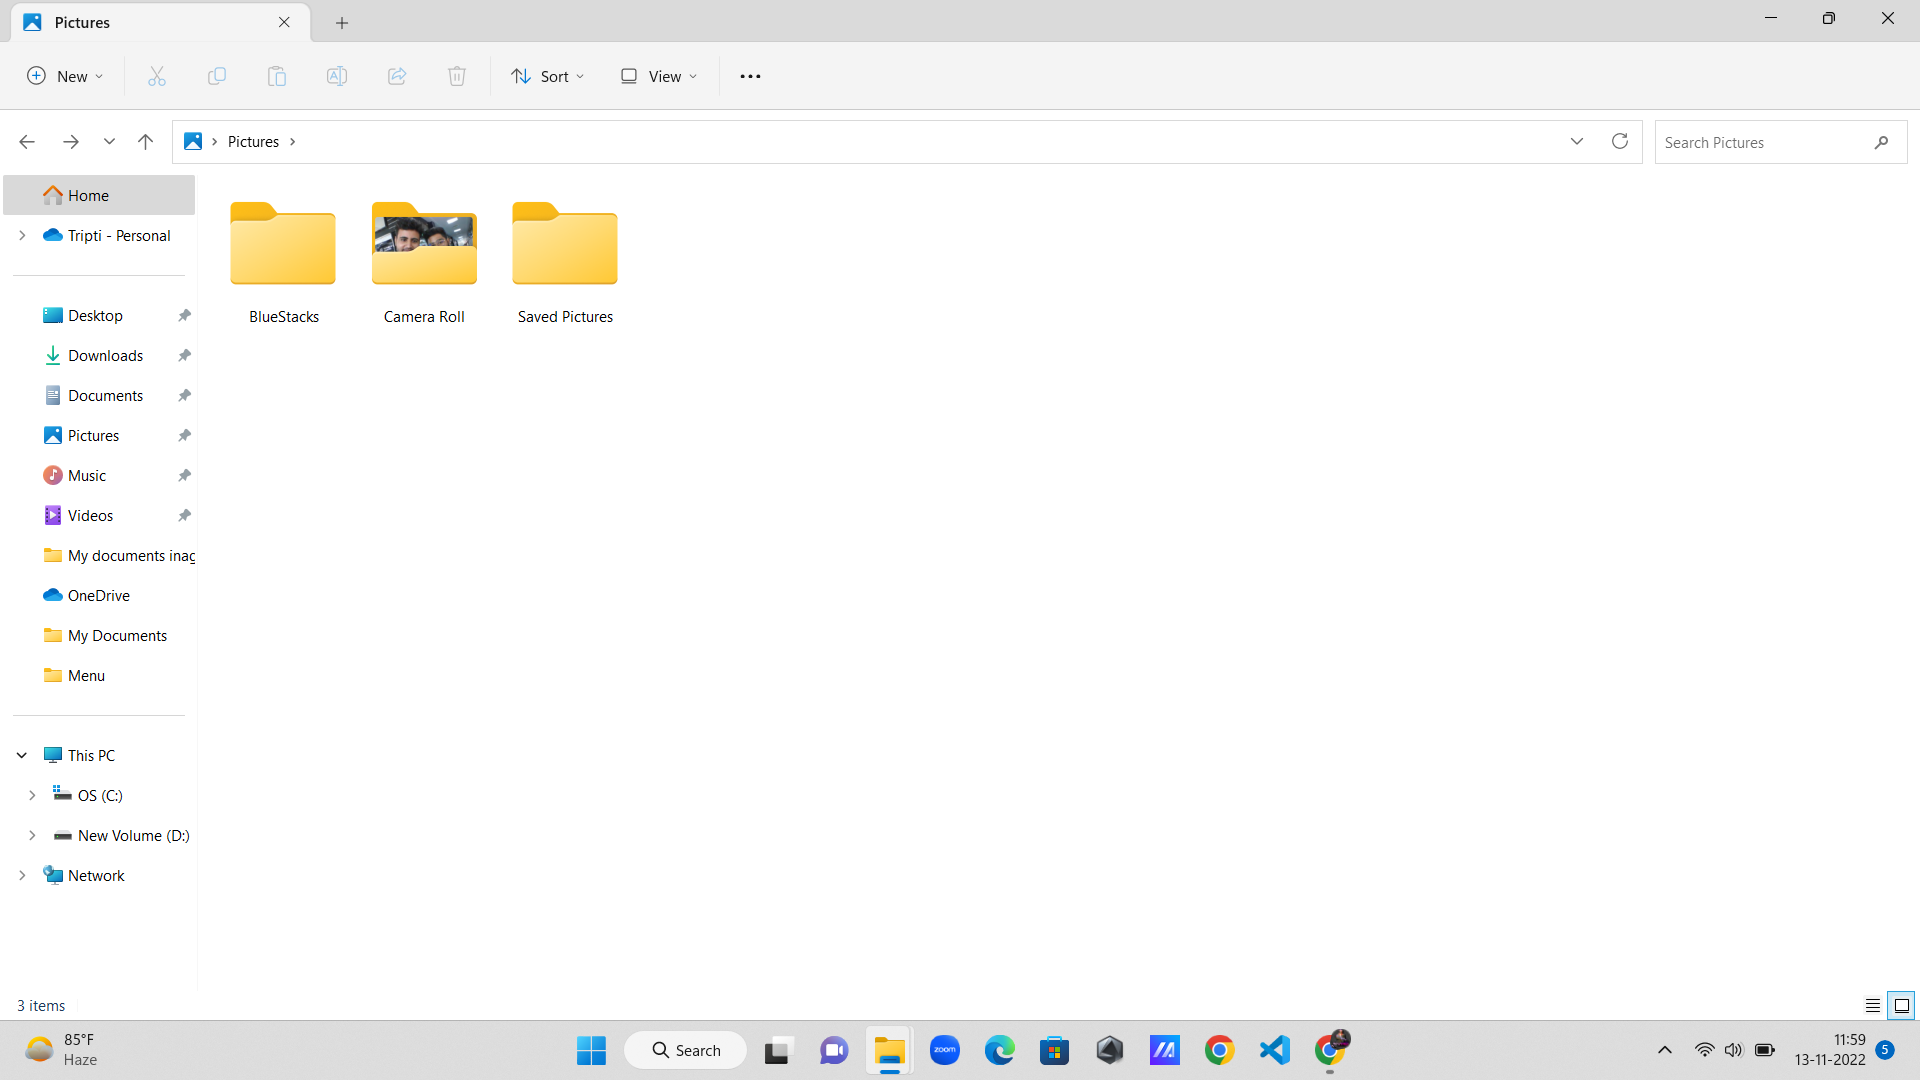 Pictures
New
Sort
View
Pictures
Search Pictures
Home
Tripti - Personal
Desktop
Downloads
Documents
Pictures
Music
Videos
My documents inag
OneDrive
My Documents
Menu
This PC
OS (C:)
New Volume (D:)
Network
BlueStacks
Camera Roll
Saved Pictures
3 items
85°F
Haze
Search
zoom
11:59
13-11-2022
5